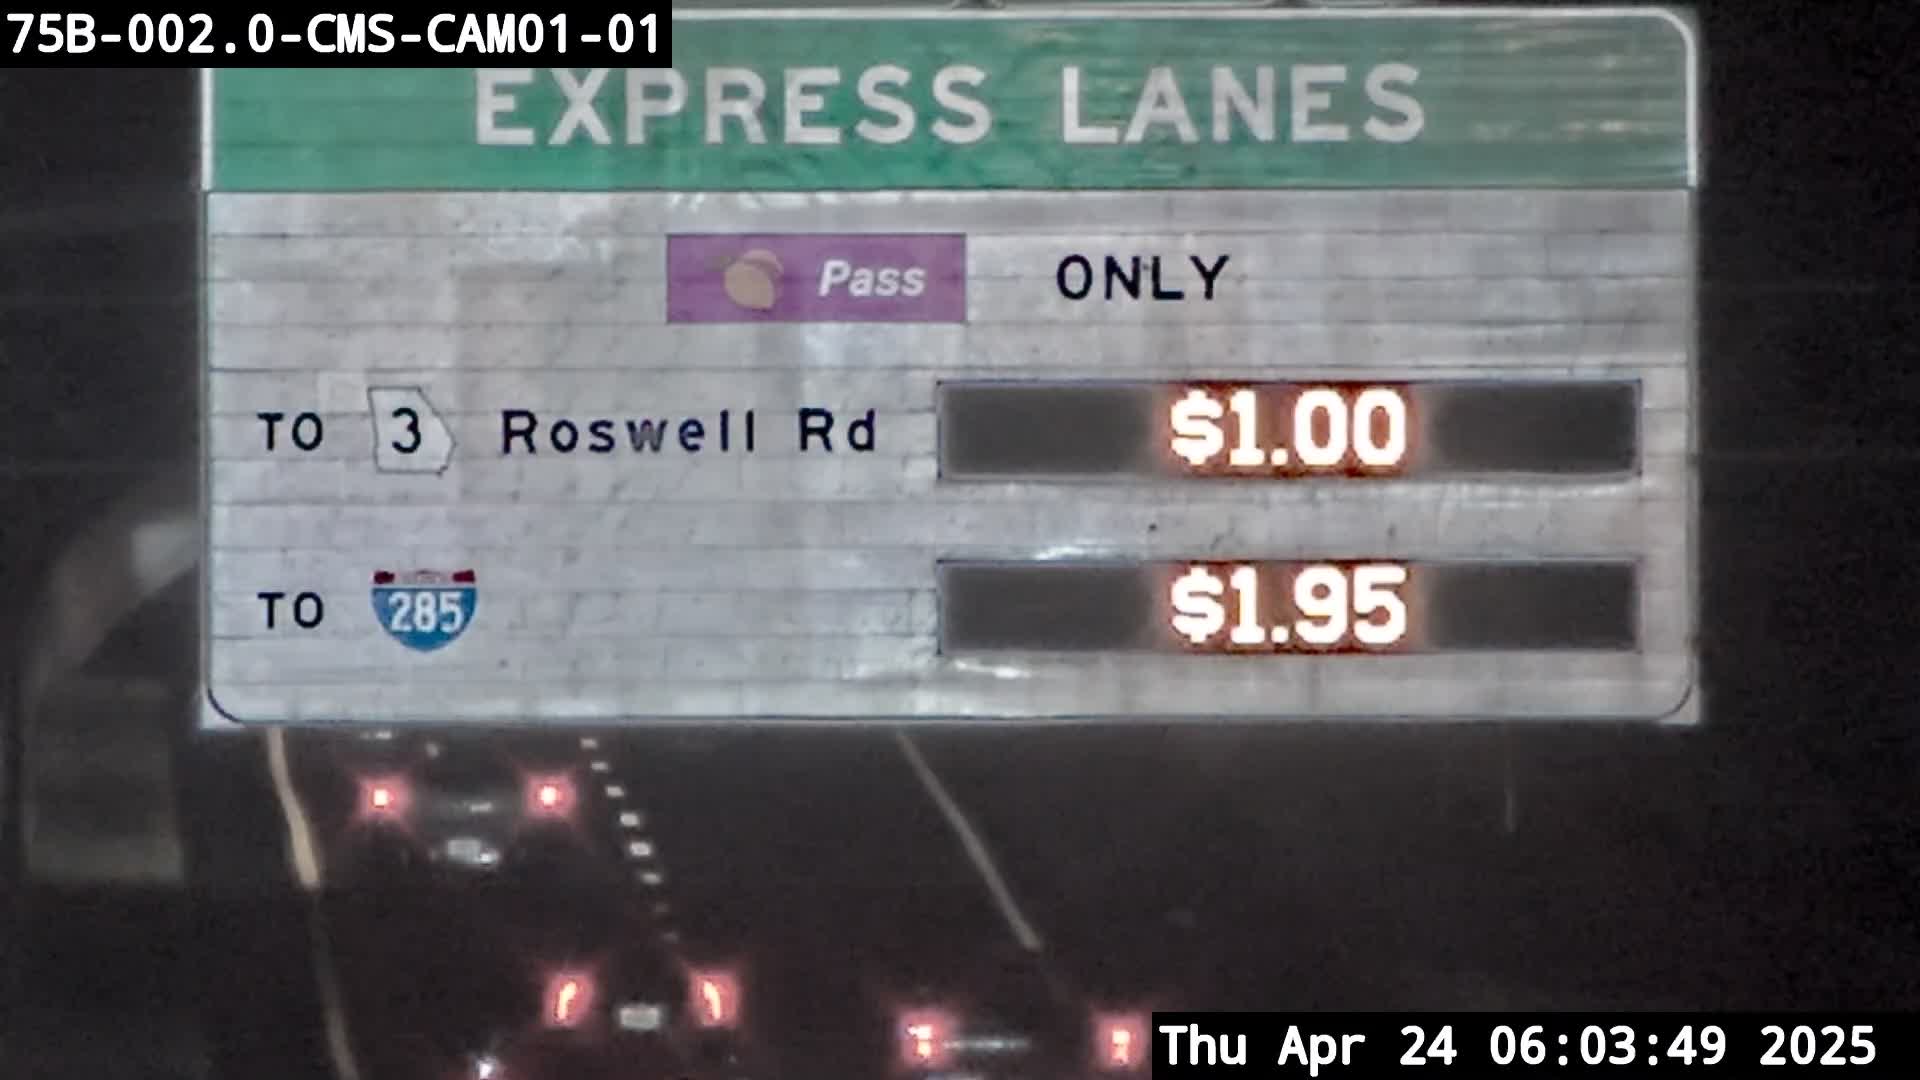 75B-002.0-CMS-CAM01-01
EXPRESS LANES
Pass ONLY
TO 3 Roswell Rd $1.00
TO 285 $1.95
Thu Apr 24 06:03:49 2025